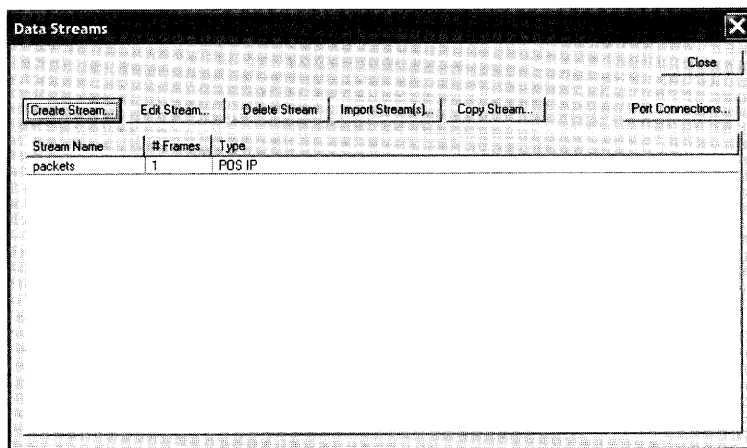 Data Streams
Close
Create Stream... Edit Stream... Delete Stream Import Stream(s)... Copy Stream... Port Connections...
Stream Name # Frames Type
packets 1 POS IP